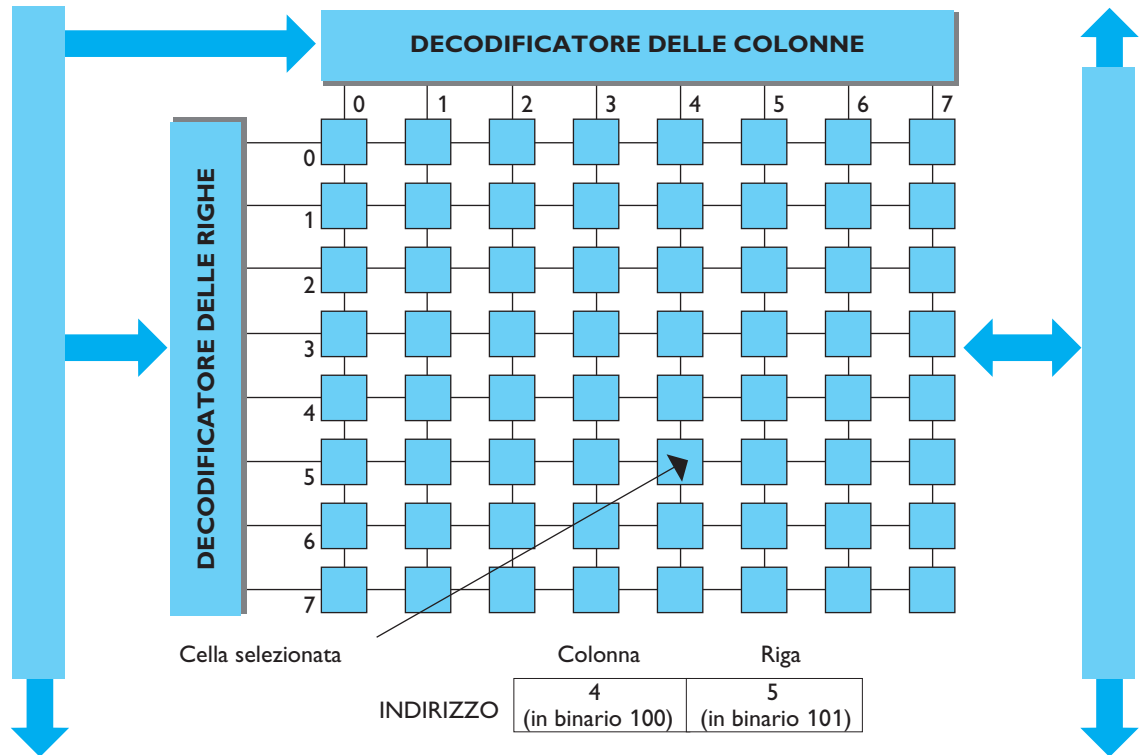 DECODIFICATORE DELLE COLONNE
0 1 2 3 4 5 6 7
DECODIFICATORE DELLE RIGHE
0
1
2
3
4
5
6
7
Cella selezionata
Colonna Riga
INDIRIZZO
4 5
(in binario 100) (in binario 101)